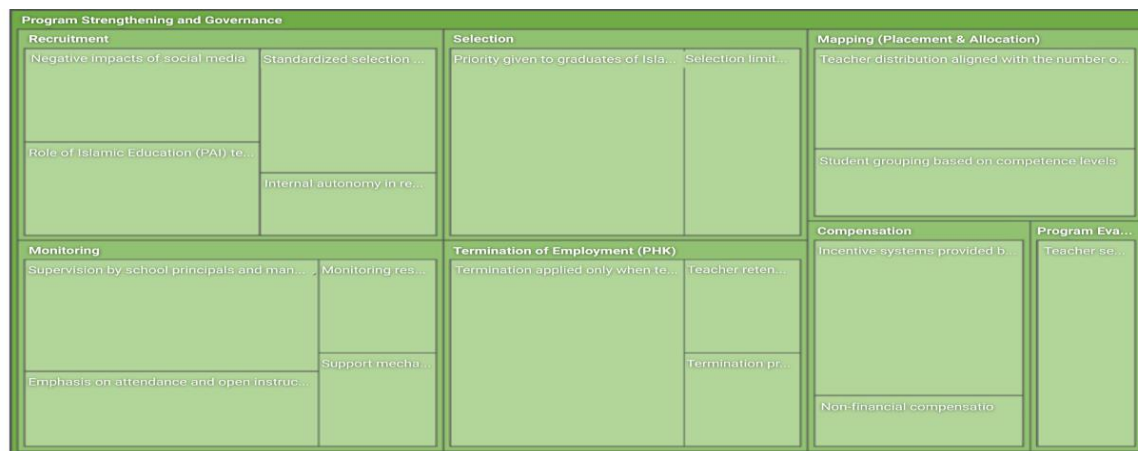 Program Strengthening and Governance
Recruitment
Negative impacts of social media
Standardized selection ...
Role of Islamic Education (PAI) te...
Internal autonomy in re...
Selection
Priority given to graduates of Isla...
Selection limit...
Mapping (Placement & Allocation)
Teacher distribution aligned with the number o...
Student grouping based on competence levels
Monitoring
Supervision by school principals and man...
Monitoring res...
Emphasis on attendance and open instruc...
Support mecha...
Termination of Employment (PHK)
Termination applied only when te...
Teacher reten...
Termination pr...
Compensation
Incentive systems provided b...
Non-financial compensatio
Program Eva...
Teacher se...